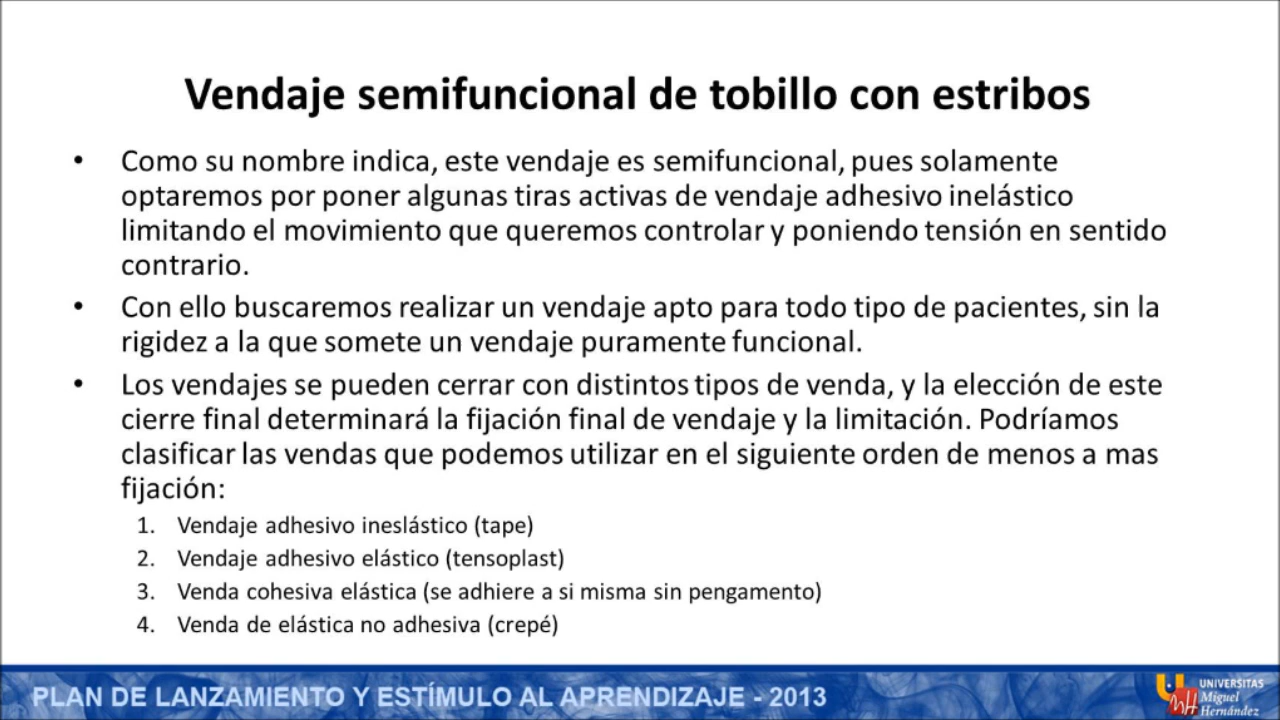 Vendaje semifuncional de tobillo con estribos
• Como su nombre indica, este vendaje es semifuncional, pues solamente
optaremos por poner algunas tiras activas de vendaje adhesivo inelástico
limitando el movimiento que queremos controlar y poniendo tensión en sentido
contrario.
• Con ello buscaremos realizar un vendaje apto para todo tipo de pacientes, sin la
rigidez a la que somete un vendaje puramente funcional.
• Los vendajes se pueden cerrar con distintos tipos de venda, y la elección de este
cierre final determinará la fijación final de vendaje y la limitación. Podríamos
clasificar las vendas que podemos utilizar en el siguiente orden de menos a mas
fijación:
1. Vendaje adhesivo ineslástico (tape)
2. Vendaje adhesivo elástico (tensoplast)
3. Venda cohesiva elástica (se adhiere a si misma sin pengamento)
4. Venda de elástica no adhesiva (crepé)
PLAN DE LANZAMIENTO Y ESTÍMULO AL APRENDIZAJE - 2013
UNIVERSITAS
Miguel
Hernández